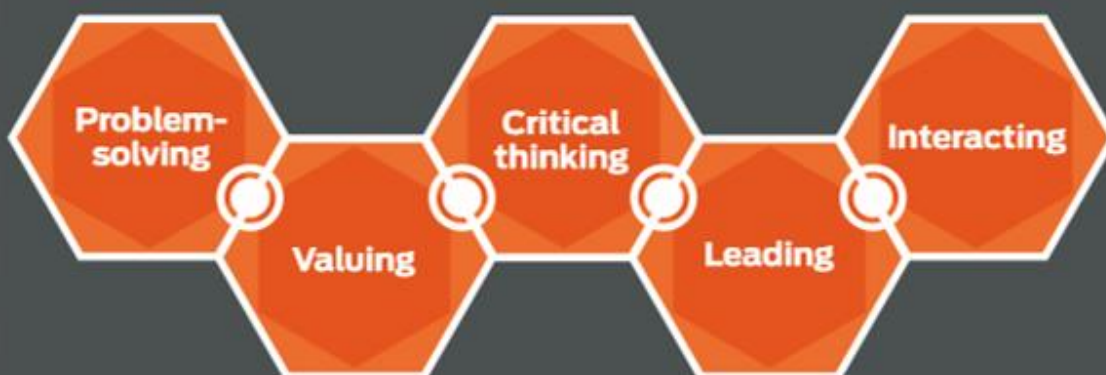 Problem-
solving
Valuing
Critical
thinking
Leading
Interacting